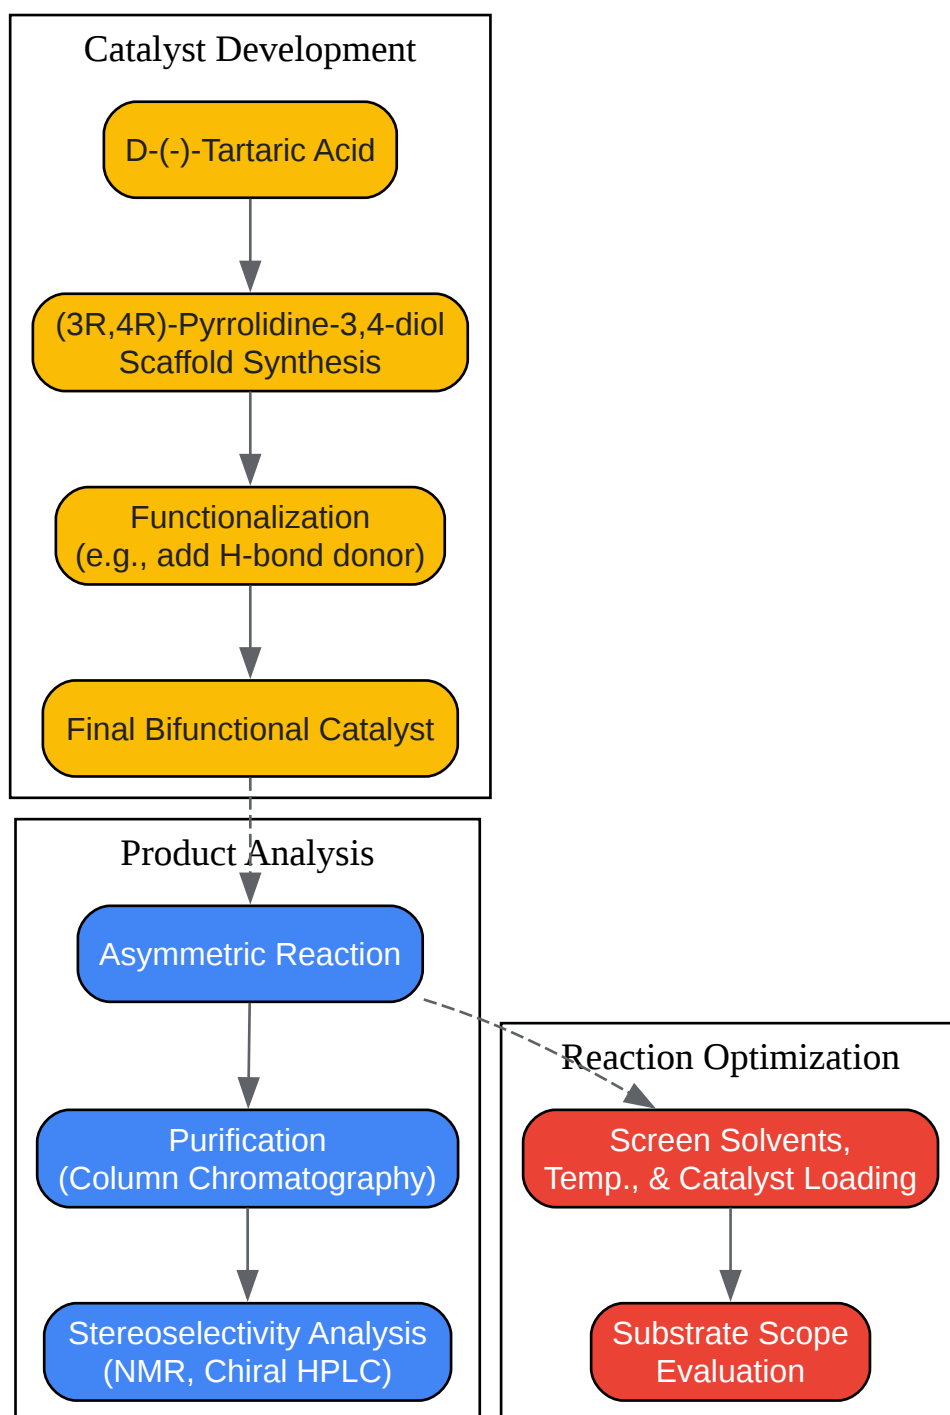 Catalyst Development
D-(-)-Tartaric Acid
(3R,4R)-Pyrrolidine-3,4-diol
Scaffold Synthesis
Functionalization
(e.g., add H-bond donor)
Final Bifunctional Catalyst
Product Analysis
Asymmetric Reaction
Purification
(Column Chromatography)
Stereoselectivity Analysis
(NMR, Chiral HPLC)
Reaction Optimization
Screen Solvents,
Temp., & Catalyst Loading
Substrate Scope
Evaluation